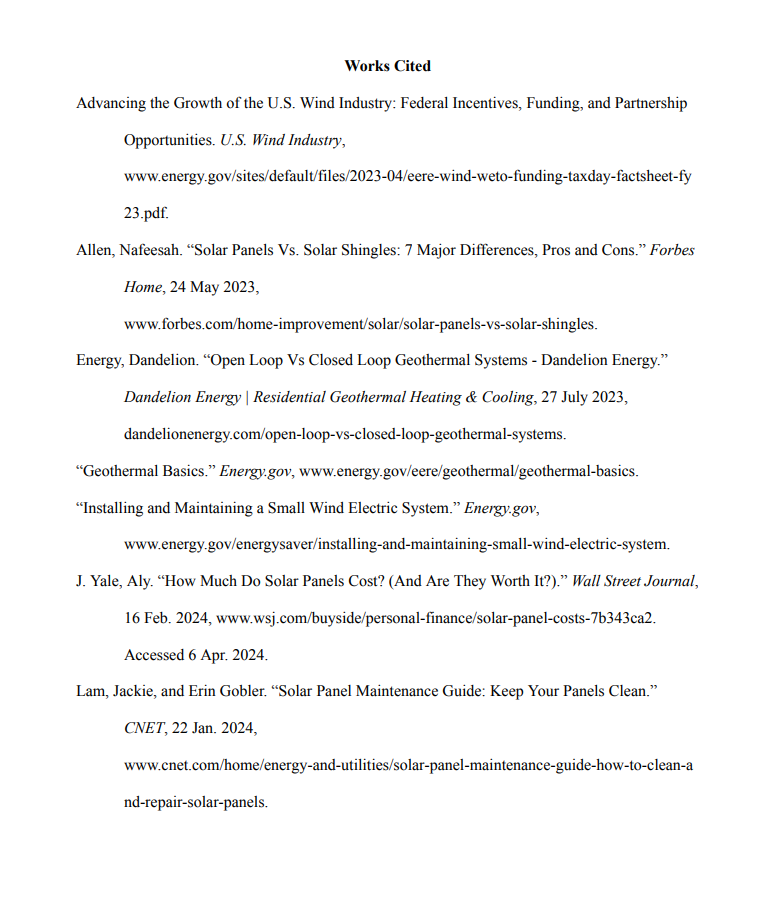 Works Cited
Advancing the Growth of the U.S. Wind Industry: Federal Incentives, Funding, and Partnership
Opportunities. U.S. Wind Industry,
www.energy.gov/sites/default/files/2023-04/eere-wind-weto-funding-taxday-factsheet-fy
23.pdf.
Allen, Nafeesah. “Solar Panels Vs. Solar Shingles: 7 Major Differences, Pros and Cons.” Forbes
Home, 24 May 2023,
www.forbes.com/home-improvement/solar/solar-panels-vs-solar-shingles.
Energy, Dandelion. “Open Loop Vs Closed Loop Geothermal Systems - Dandelion Energy.”
Dandelion Energy | Residential Geothermal Heating & Cooling, 27 July 2023,
dandelionenergy.com/open-loop-vs-closed-loop-geothermal-systems.
“Geothermal Basics.” Energy.gov, www.energy.gov/eere/geothermal/geothermal-basics.
“Installing and Maintaining a Small Wind Electric System.” Energy.gov,
www.energy.gov/energysaver/installing-and-maintaining-small-wind-electric-system.
J. Yale, Aly. “How Much Do Solar Panels Cost? (And Are They Worth It?).” Wall Street Journal,
16 Feb. 2024, www.wsj.com/buyside/personal-finance/solar-panel-costs-7b343ca2.
Accessed 6 Apr. 2024.
Lam, Jackie, and Erin Gobler. “Solar Panel Maintenance Guide: Keep Your Panels Clean.”
CNET, 22 Jan. 2024,
www.cnet.com/home/energy-and-utilities/solar-panel-maintenance-guide-how-to-clean-a
nd-repair-solar-panels.